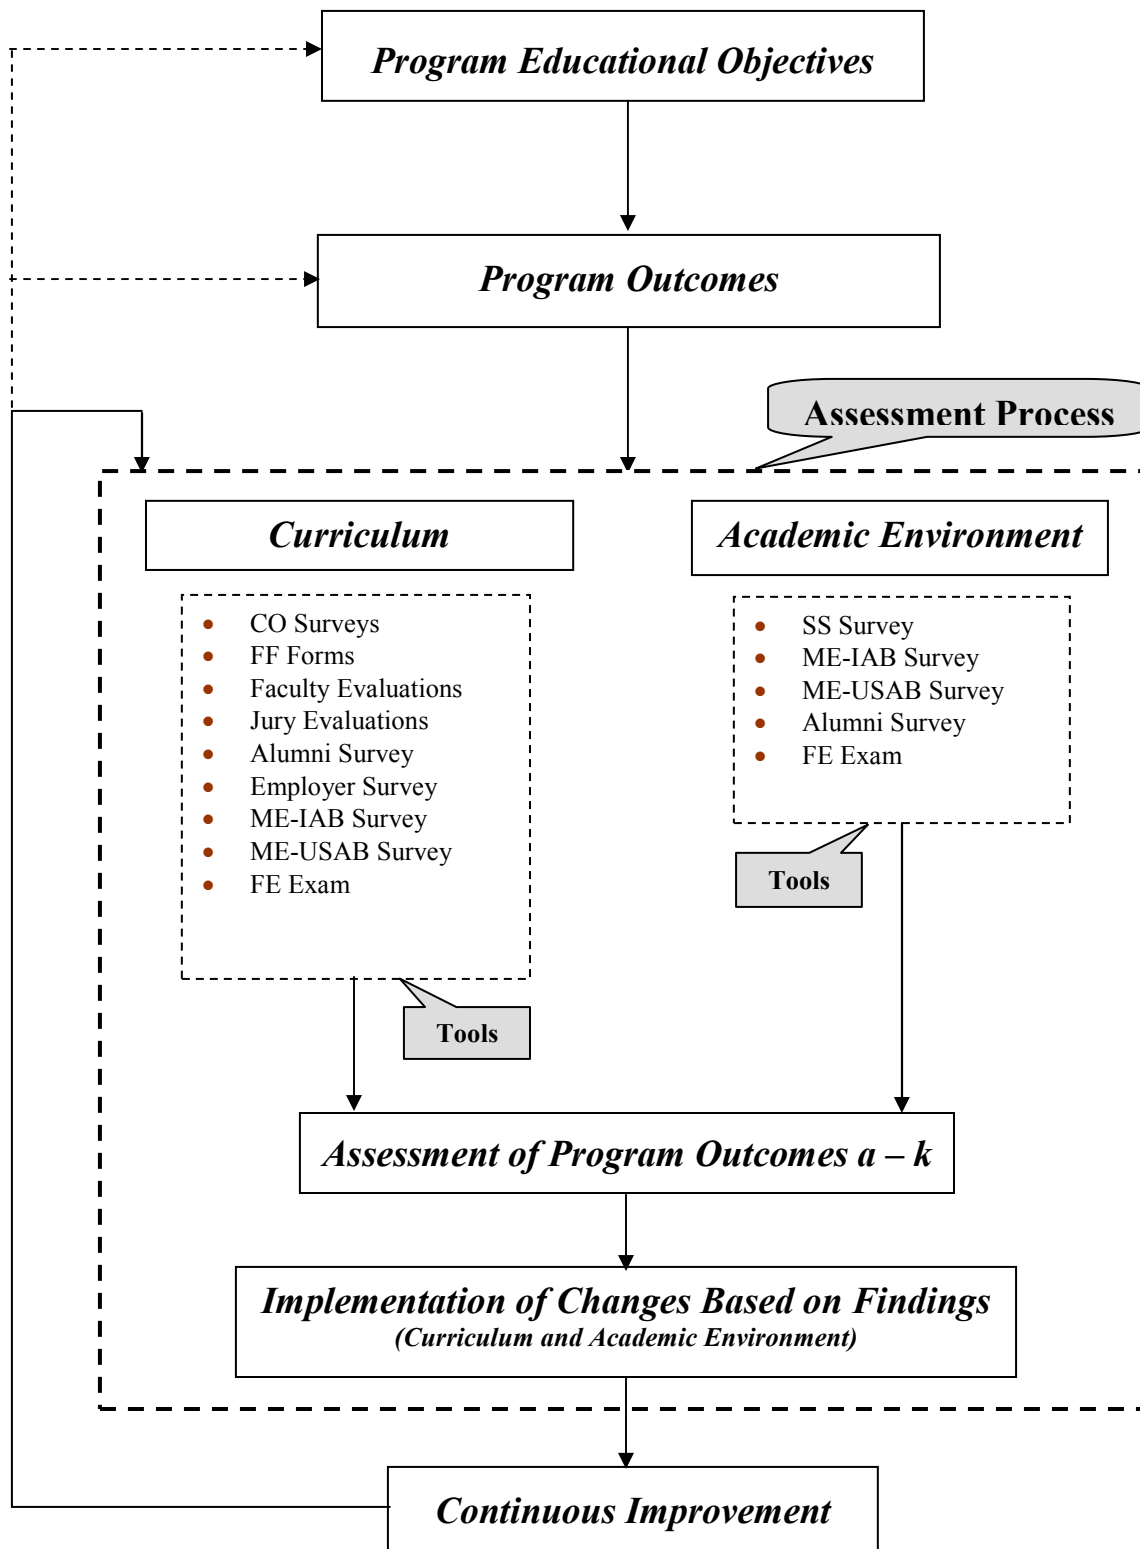 Program Educational Objectives
Program Outcomes
Assessment Process
Curriculum
CO Surveys
FF Forms
Faculty Evaluations
Jury Evaluations
Alumni Survey
Employer Survey
ME-IAB Survey
ME-USAB Survey
FE Exam
Tools
Academic Environment
SS Survey
ME-IAB Survey
ME-USAB Survey
Alumni Survey
FE Exam
Tools
Assessment of Program Outcomes a – k
Implementation of Changes Based on Findings
(Curriculum and Academic Environment)
Continuous Improvement